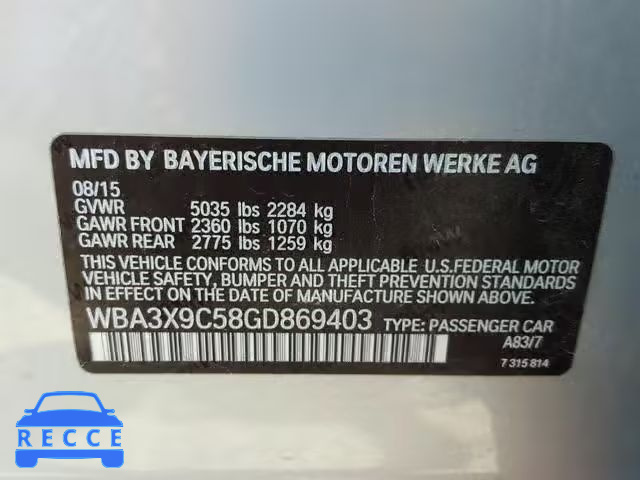 MFD BY BAYERISCHE MOTOREN WERKE AG
08/15
GVWR 5035 lbs 2284 kg
GAWR FRONT 2360 lbs 1070 kg
GAWR REAR 2775 lbs 1259 kg
THIS VEHICLE CONFORMS TO ALL APPLICABLE U.S.FEDERAL MOTOR
VEHICLE SAFETY, BUMPER, AND THEFT PREVENTION
STANDARDS IN EFFECT ON THE DATE OF MANUFACTURE SHOWN ABOVE.
WBA3X9C58GD869403 TYPE: PASSENGER CAR
A83/7
7 315 814
RECCE